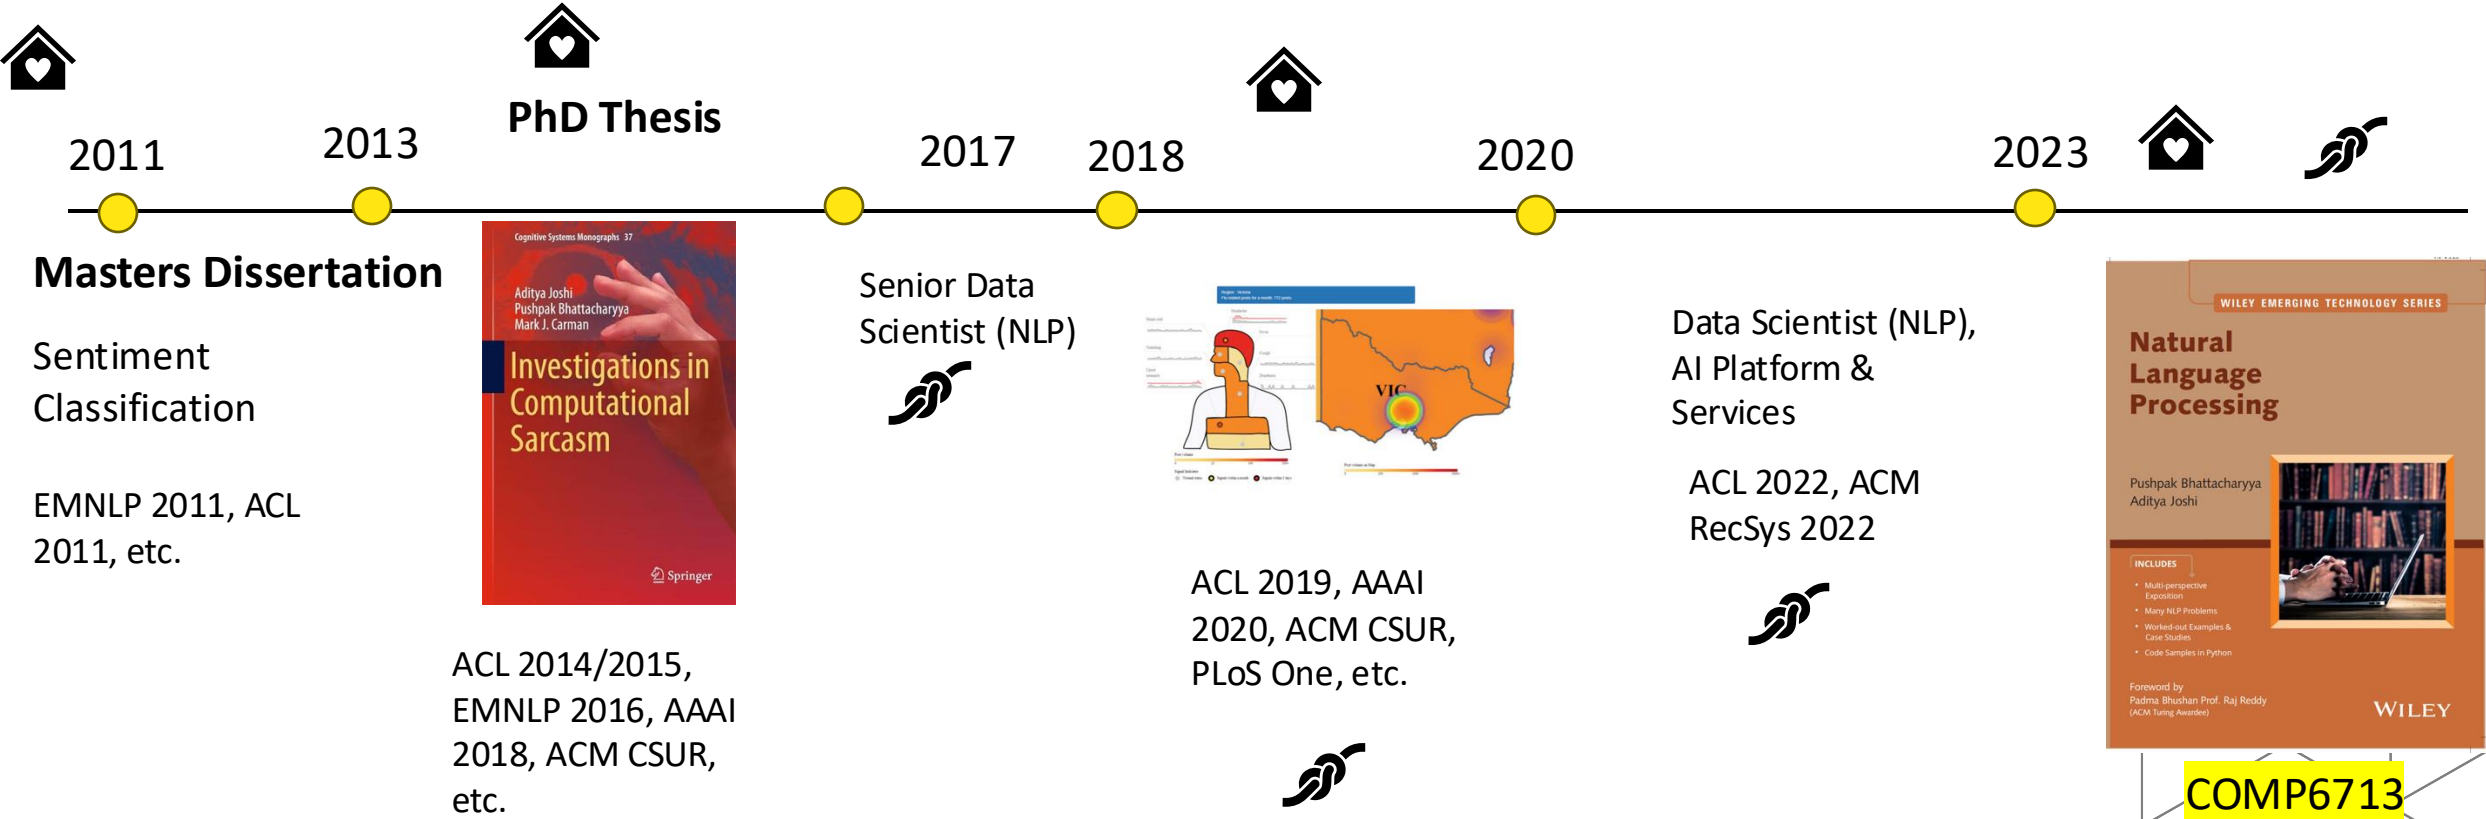 2011
2013
PhD Thesis
2017
2018
2020
2023
Masters Dissertation
Sentiment
Classification
EMNLP 2011, ACL
2011, etc.
Cognitive Systems Monographs 37
Aditya Joshi
Pushpak Bhattacharyya
Mark J. Carman
Investigations in
Computational
Sarcasm
Springer
ACL 2014/2015,
EMNLP 2016, AAAI
2018, ACM CSUR,
etc.
Senior Data
Scientist (NLP)
VIC
ACL 2019, AAAI
2020, ACM CSUR,
PLoS One, etc.
Data Scientist (NLP),
AI Platform &
Services
ACL 2022, ACM
RecSys 2022
WILEY EMERGING TECHNOLOGY SERIES
Natural
Language
Processing
Pushpak Bhattacharyya
Aditya Joshi
INCLUDES
• Multi-perspective
Exposition
• Many NLP Problems
• Worked-out Examples &
Case Studies
• Code Samples in Python
Foreword by
Padma Bhushan Prof. Raj Reddy
(ACM Turing Awardee)
WILEY
COMP6713